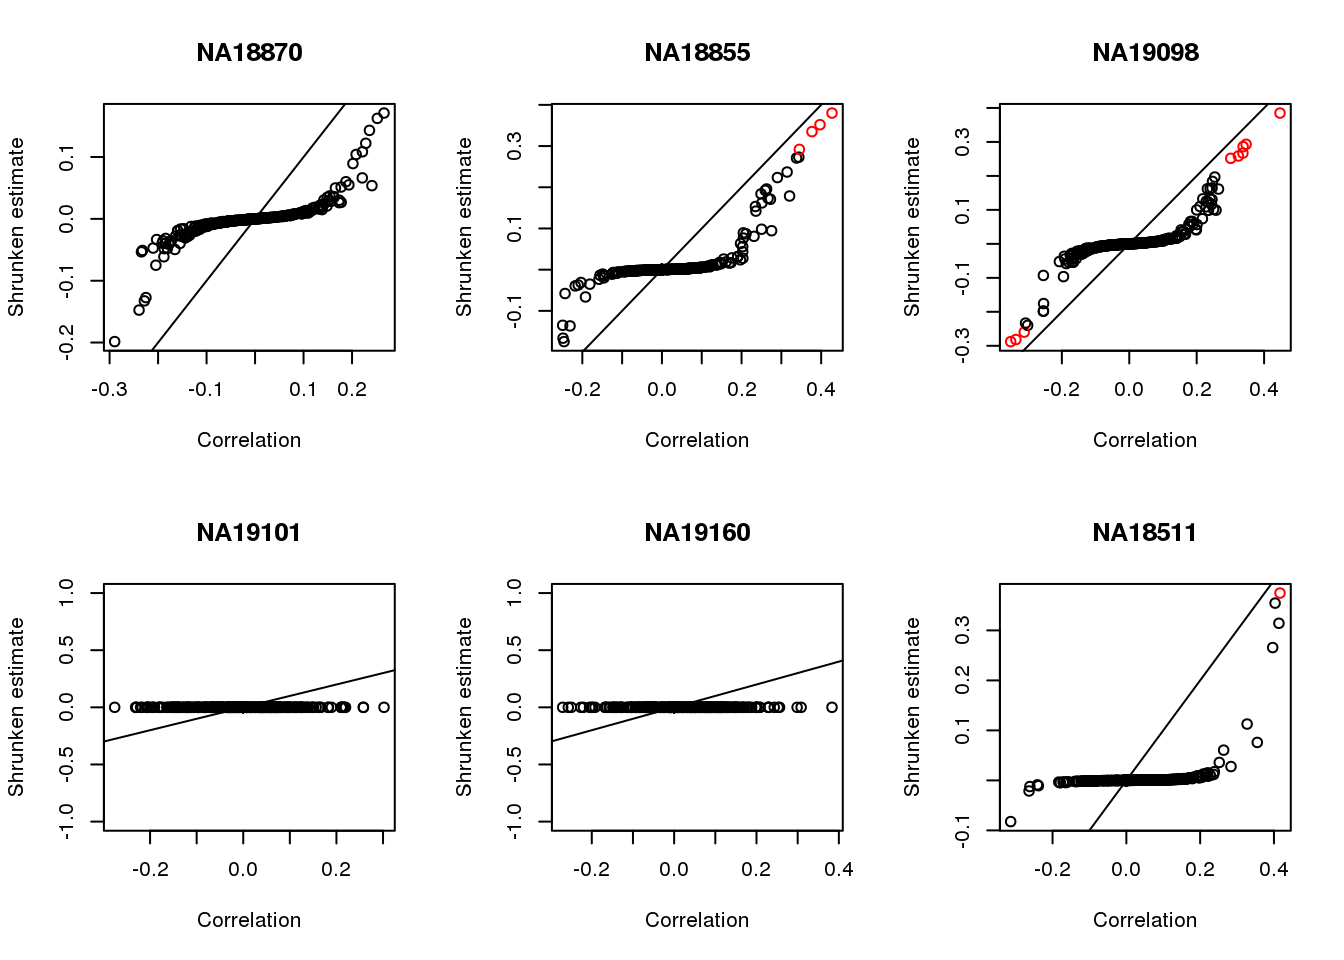 NA18870
Shrunken estimate
0.1
0.0
-0.1
-0.2
-0.3 -0.1 0.1 0.2
Correlation
NA18855
Shrunken estimate
0.3
0.1
-0.1
-0.2 0.0 0.2 0.4
Correlation
NA19098
Shrunken estimate
0.3
0.1
-0.1
-0.3
-0.2 0.0 0.2 0.4
Correlation
NA19101
Shrunken estimate
1.0
0.5
0.0
-0.5
-1.0
-0.2 0.0 0.2
Correlation
NA19160
Shrunken estimate
1.0
0.5
0.0
-0.5
-1.0
-0.2 0.0 0.2 0.4
Correlation
NA18511
Shrunken estimate
0.3
0.2
0.1
-0.1
-0.2 0.0 0.2 0.4
Correlation